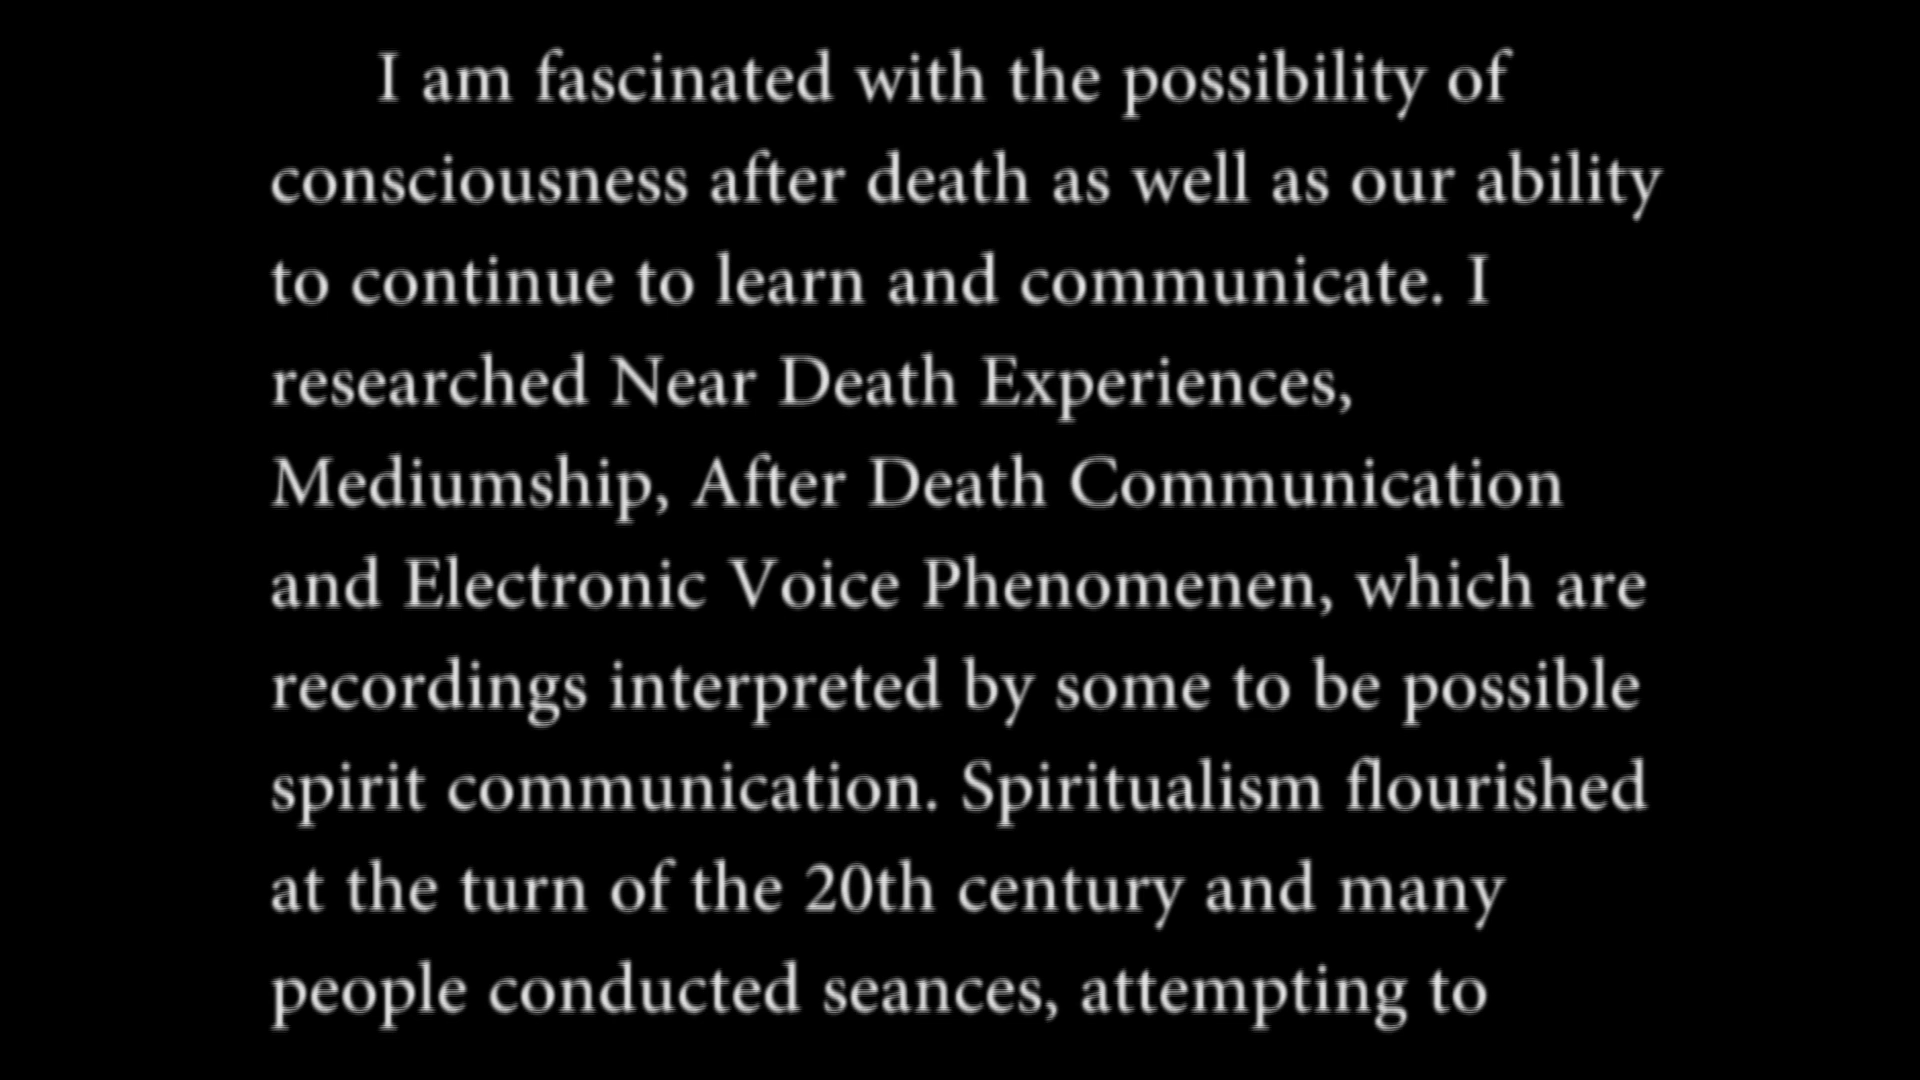 I am fascinated with the possibility of
consciousness after death as well as our ability
to continue to learn and communicate. I
researched Near Death Experiences,
Mediumship, After Death Communication
and Electronic Voice Phenomenen, which are
recordings interpreted by some to be possible
spirit communication. Spiritualism flourished
at the turn of the 20th century and many
people conducted seances, attempting to